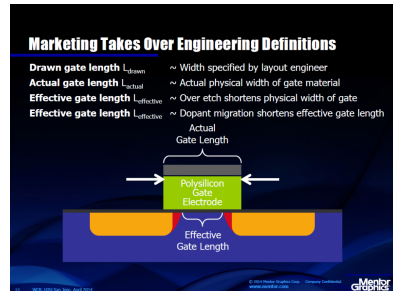 Marketing Takes Over Engineering Definitions
Drawn gate length Ldrawn ~ Width specified by layout engineer
Actual gate length Lactual ~ Actual physical width of gate material
Effective gate length Leffective ~ Over etch shortens physical width of gate
Effective gate length Leffective ~ Dopant migration shortens effective gate length
Actual
Gate Length
Polysilicon
Gate
Electrode
Effective
Gate Length
© 2014 Mentor Graphics Corp. Company Confidential
www.mentor.com
Mentor
Graphics